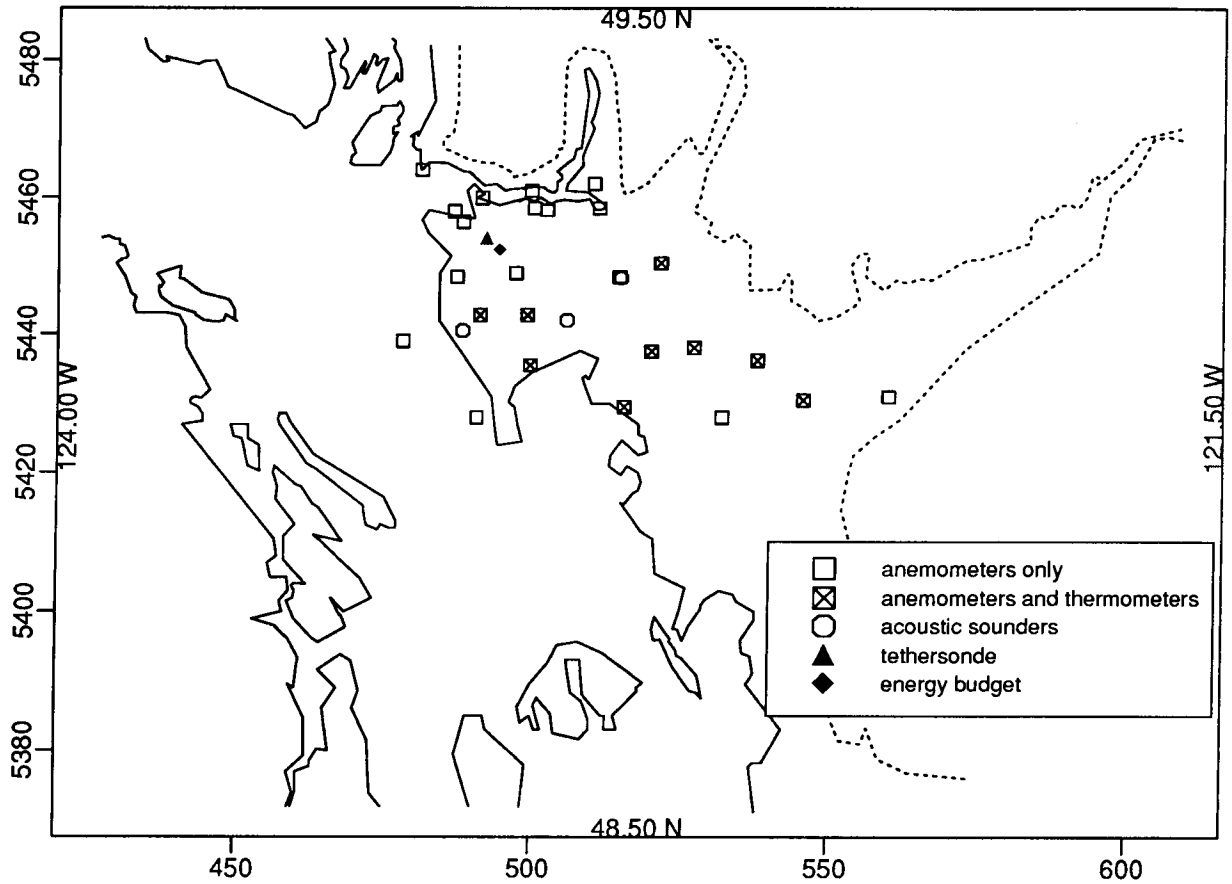 49.50 N
5480
5460
5440
5420
5400
5380
124.00 W
121.50 W
anemometers only
anemometers and thermometers
acoustic sounders
tethersonde
energy budget
48.50 N
450
500
550
600